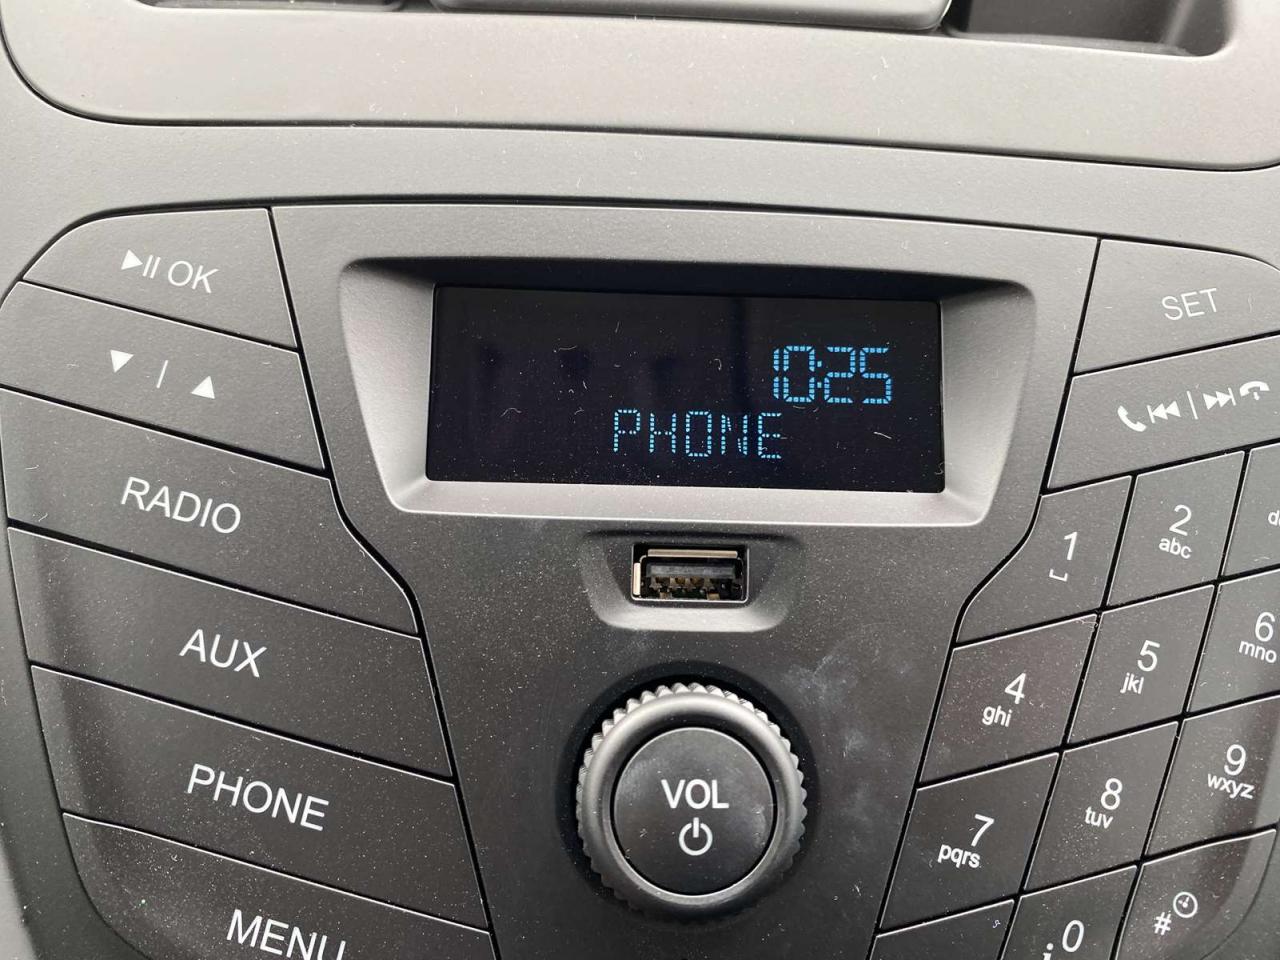 ▶II OK
▼ | ▲
RADIO
AUX
PHONE
MENU
10:25
PHONE
VOL
SET
1
2
abc
4
ghi
5
jkl
6
mno
7
pqrs
8
tuv
9
wxyz
0
#